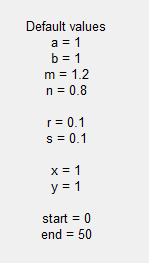 Default values
a = 1
b = 1
m = 1.2
n = 0.8
r = 0.1
s = 0.1
x = 1
y = 1
start = 0
end = 50